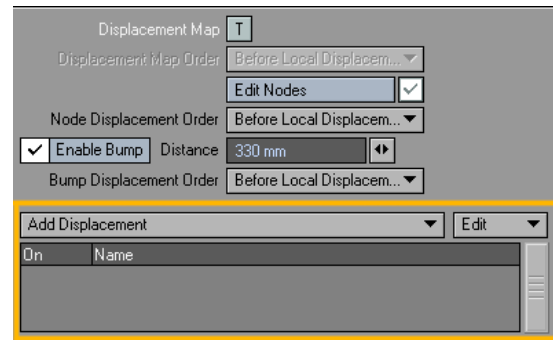 Displacement Map T
Displacement Map Order Before Local Displacem...
Edit Nodes
Node Displacement Order Before Local Displacem...
Enable Bump Distance 330 mm
Bump Displacement Order Before Local Displacem...
Add Displacement Edit
On Name